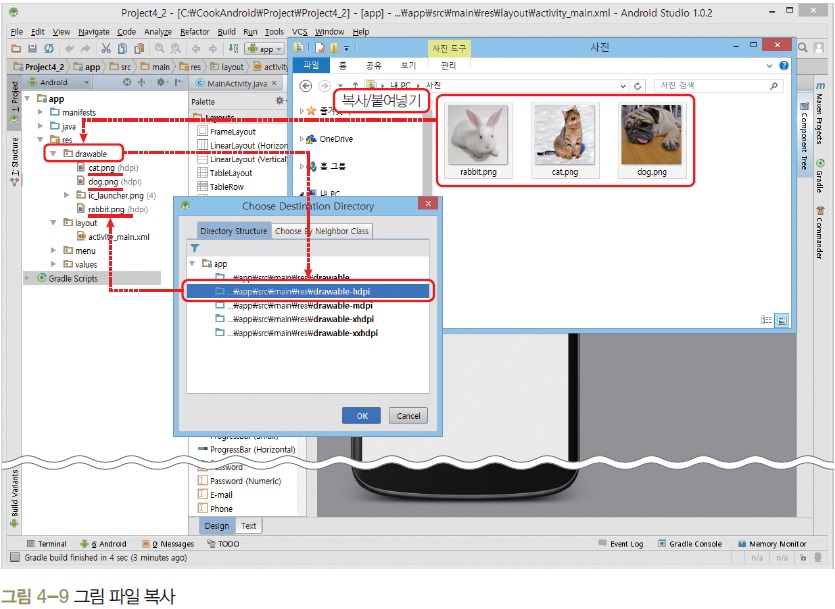 Project4_2 - [C:\CookAndroid\Project\Project4_2] - [app] - ...\app\src\main\res\layout\activity_main.xml - Android Studio 1.0.2
File Edit View Navigate Code Analyze Refactor Build Run Tools VCS Window Help
app
Project4_2 app src main res layout activity
Android
MainActivity.java
1: Project
7: Structure
Build Variants
app
manifests
java
res
drawable
cat.png (hdpi)
dog.png (hdpi)
ic_launcher.png (4)
rabbit.png (hdpi)
layout
activity_main.xml
menu
values
Gradle Scripts
Palette
Layouts
FrameLayout
LinearLayout (Horizon
LinearLayout (Vertical)
TableLayout
TableRow
사진 도구
사진
파일 홈 공유 보기 관리
내 PC 사진
사진 검색
복사/붙여넣기
OneDrive
홈 그룹
내 PC
rabbit.png
cat.png
dog.png
Maven Projects
Gradle
Commander
Component Tree
Choose Destination Directory
Directory Structure Choose By Neighbor Class
app
...\app\src\main\res\drawable
...\app\src\main\res\drawable-hdpi
...\app\src\main\res\drawable-mdpi
...\app\src\main\res\drawable-xhdpi
...\app\src\main\res\drawable-xxhdpi
OK Cancel
ProgressBar (Small)
ProgressBar (Horizontal)
Password
Password (Numeric)
E-mail
Phone
Design Text
Terminal 6: Android 0: Messages TODO
Event Log Gradle Console Memory Monitor
Gradle build finished in 4 sec (3 minutes ago)
n/a n/a
그림 4-9 그림 파일 복사